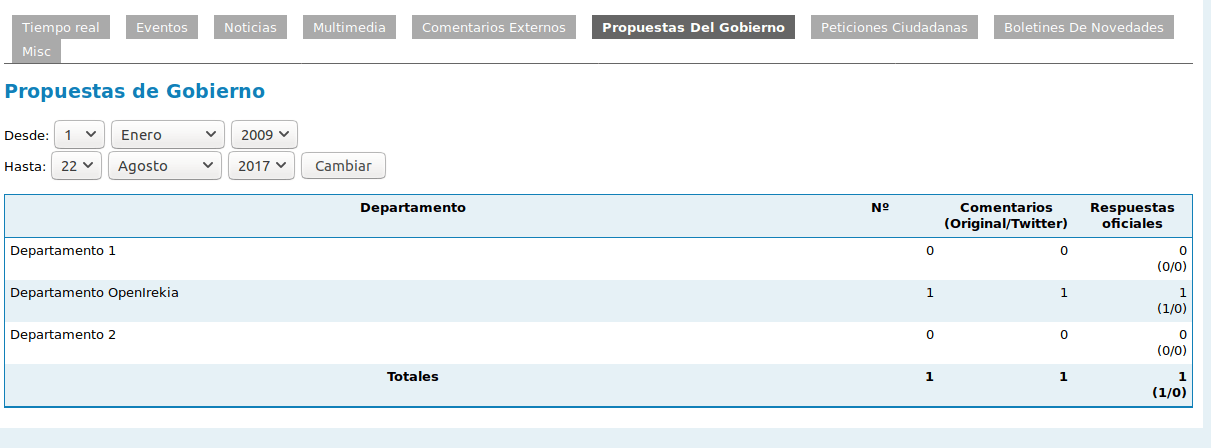 Tiempo real Eventos Noticias Multimedia Comentarios Externos Propuestas Del Gobierno Peticiones Ciudadanas Boletines De Novedades
Misc
Propuestas de Gobierno
Desde: 1 Enero 2009
Hasta: 22 Agosto 2017 Cambiar
Departamento Nº Comentarios (Original/Twitter) Respuestas oficiales
Departamento 1 0 0 0
(0/0)
Departamento OpenIrekia 1 1 1
(1/0)
Departamento 2 0 0 0
(0/0)
Totales 1 1 1
(1/0)